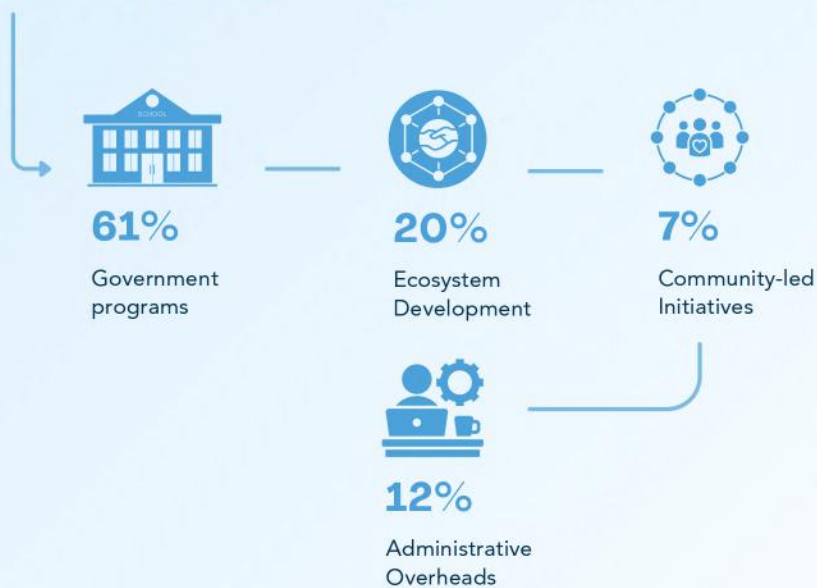 SCHOOL
61%
Government
programs
20%
Ecosystem
Development
7%
Community-led
Initiatives
12%
Administrative
Overheads